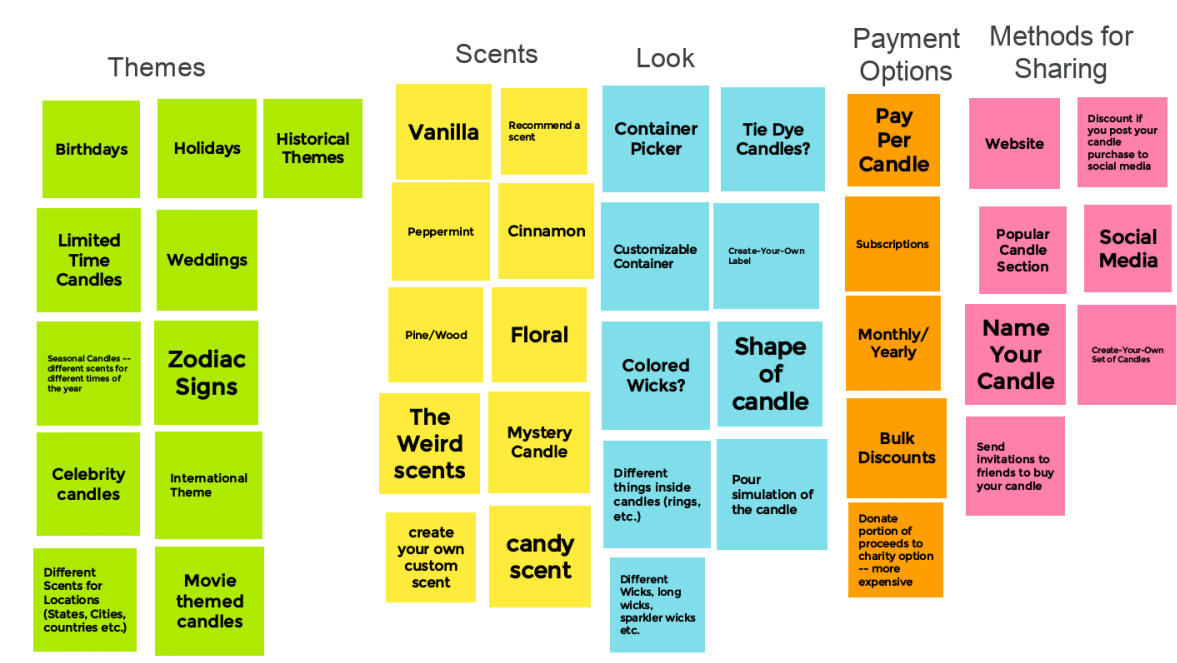 Themes
Birthdays
Holidays
Historical
Themes
Limited
Time
Candles
Weddings
Seasonal Candles --
different scents for
different times of
the year
Zodiac
Signs
Celebrity
candles
International
Theme
Different
Scents for
Locations
(States, Cities,
countries etc.)
Movie
themed
candles
Scents
Vanilla
Recommend a
scent
Peppermint
Cinnamon
Pine/Wood
Floral
The
Weird
scents
Mystery
Candle
create
your own
custom
scent
candy
scent
Look
Container
Picker
Tie Dye
Candles?
Customizable
Container
Create-Your-Own
Label
Colored
Wicks?
Shape
of
candle
Different
things inside
candles (rings,
etc.)
Pour
simulation of
the candle
Different
Wicks, long
wicks,
sparkler wicks
etc.
Payment
Options
Pay
Per
Candle
Subscriptions
Monthly/
Yearly
Bulk
Discounts
Donate
portion of
proceeds to
charity option
-- more
expensive
Methods for
Sharing
Website
Discount if
you post your
candle
purchase to
social media
Popular
Candle
Section
Social
Media
Name
Your
Candle
Create-Your-Own
Set of Candles
Send
invitations to
friends to buy
your candle